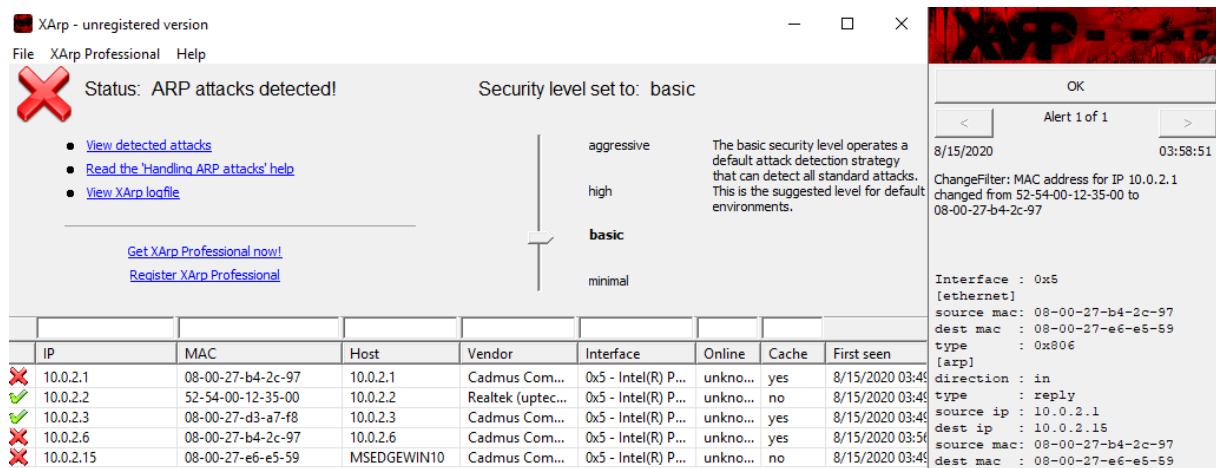 XArp - unregistered version
File XArp Professional Help
Status: ARP attacks detected!
Security level set to: basic
View detected attacks
Read the 'Handling ARP attacks' help
View XArp logfile
Get XArp Professional now!
Register XArp Professional
aggressive
high
basic
minimal
The basic security level operates a
default attack detection strategy
that can detect all standard attacks.
This is the suggested level for default
environments.
IP MAC Host Vendor Interface Online Cache First seen
10.0.2.1 08-00-27-b4-2c-97 10.0.2.1 Cadmus Com... 0x5 - Intel(R) P... unkno... yes 8/15/2020 03:49
10.0.2.2 52-54-00-12-35-00 10.0.2.2 Realtek (uptec... 0x5 - Intel(R) P... unkno... no 8/15/2020 03:49
10.0.2.3 08-00-27-d3-a7-f8 10.0.2.3 Cadmus Com... 0x5 - Intel(R) P... unkno... yes 8/15/2020 03:49
10.0.2.6 08-00-27-b4-2c-97 10.0.2.6 Cadmus Com... 0x5 - Intel(R) P... unkno... yes 8/15/2020 03:56
10.0.2.15 08-00-27-e6-e5-59 MSEDGEWIN10 Cadmus Com... 0x5 - Intel(R) P... unkno... no 8/15/2020 03:49
XARP
OK
< Alert 1 of 1 >
8/15/2020 03:58:51
ChangeFilter: MAC address for IP 10.0.2.1
changed from 52-54-00-12-35-00 to
08-00-27-b4-2c-97
Interface : 0x5
[ethernet]
source mac: 08-00-27-b4-2c-97
dest mac : 08-00-27-e6-e5-59
type : 0x806
[arp]
direction : in
type : reply
source ip : 10.0.2.1
dest ip : 10.0.2.15
source mac: 08-00-27-b4-2c-97
dest mac : 08-00-27-e6-e5-59